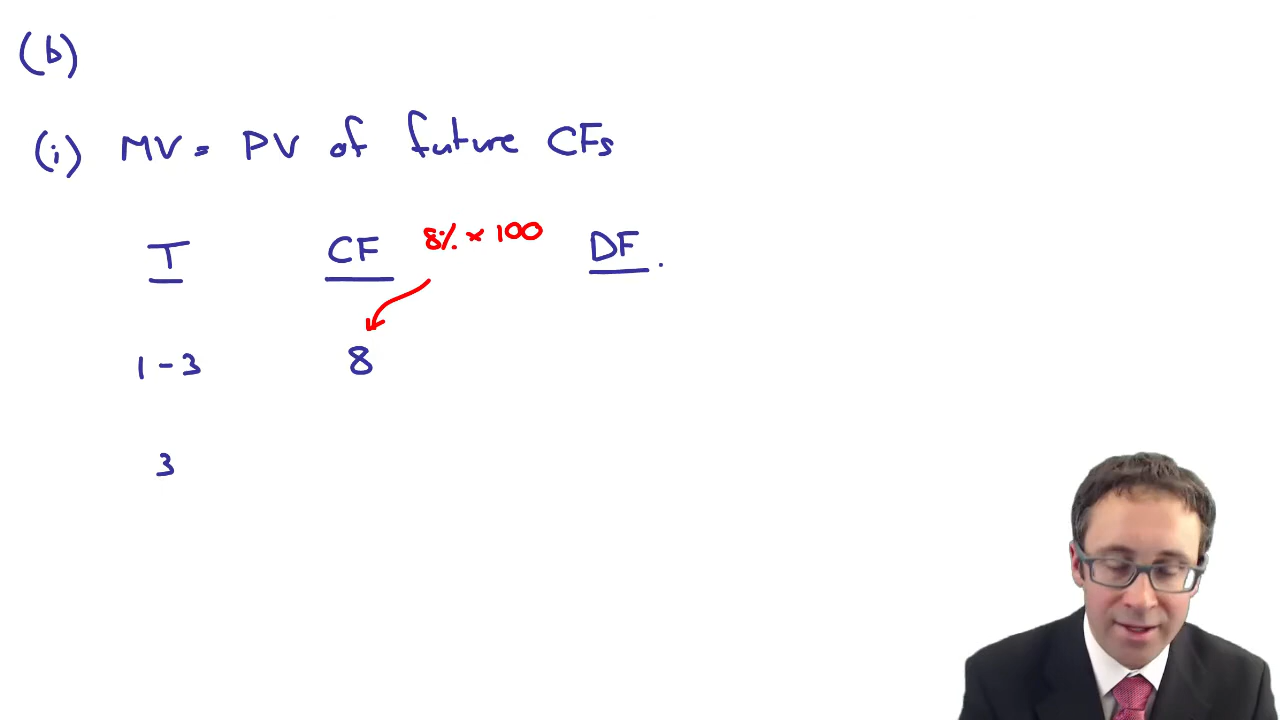 (b)
(i) MV = PV of future CFs
T CF 8% × 100 DF.
1 - 3 8
3